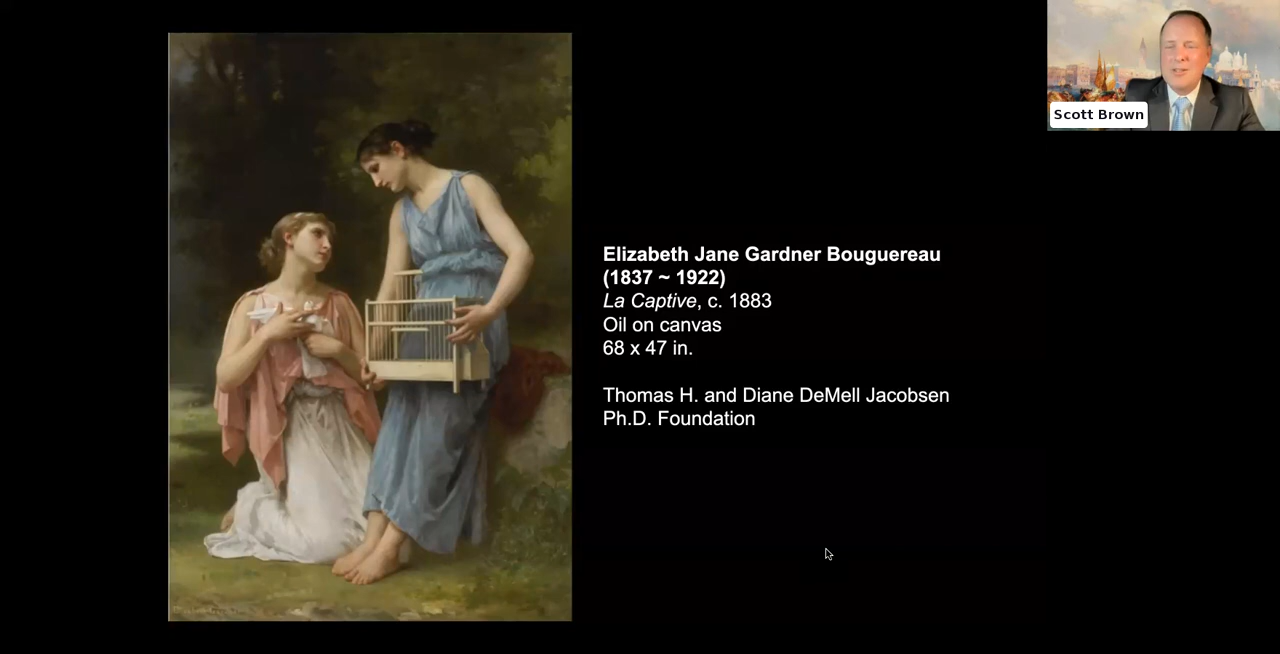 Scott Brown
Elizabeth Jane Gardner Bouguereau
(1837 ~ 1922)
La Captive, c. 1883
Oil on canvas
68 x 47 in.
Thomas H. and Diane DeMell Jacobsen
Ph.D. Foundation